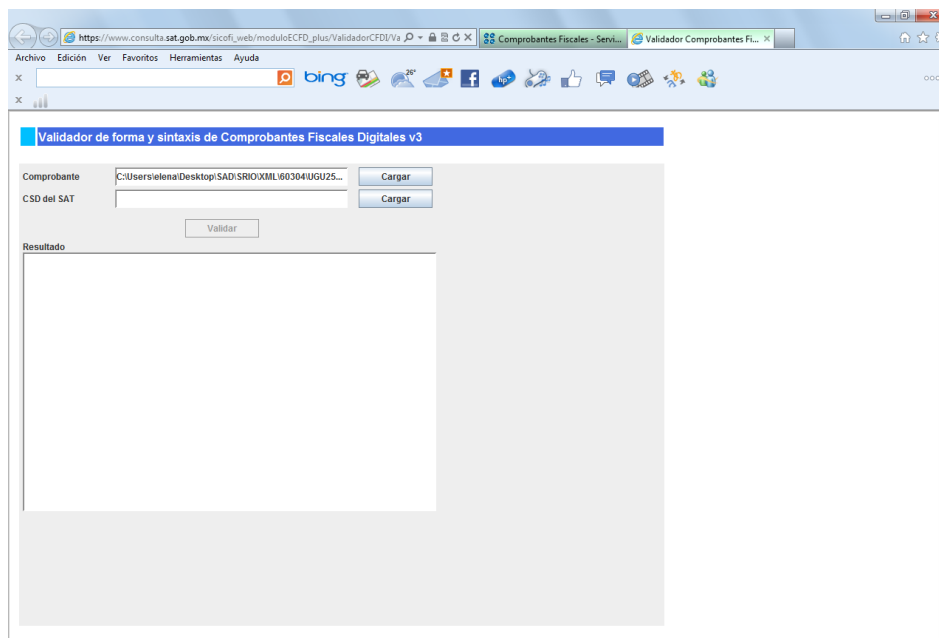 https://www.consulta.sat.gob.mx/sicofi_web/moduloECFD_plus/ValidadorCFDI/Va
Comprobantes Fiscales - Servi...
Validador Comprobantes Fi...
Archivo Edición Ver Favoritos Herramientas Ayuda
bing
26°
hp
Validador de forma y sintaxis de Comprobantes Fiscales Digitales v3
Comprobante C:\Users\elena\Desktop\SAD\SRIO\XML\60304\UGU25... Cargar
CSD del SAT Cargar
Validar
Resultado